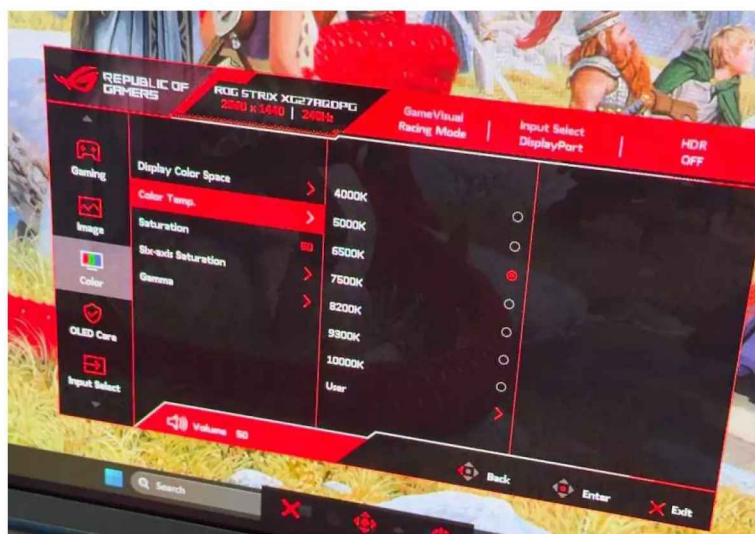 REPUBLIC OF
GAMERS
ROG STRIX XG27AQDPG
2560 x 1440 | 240Hz
GameVisual
Racing Mode
Input Select
DisplayPort
HDR
OFF
Gaming
Image
Color
OLED Care
Input Select
Display Color Space
Color Temp.
Saturation
50
Six-axis Saturation
Gamma
4000K
5000K
6500K
7500K
8200K
9300K
10000K
User
Volume 50
Back
Enter
Exit
Search